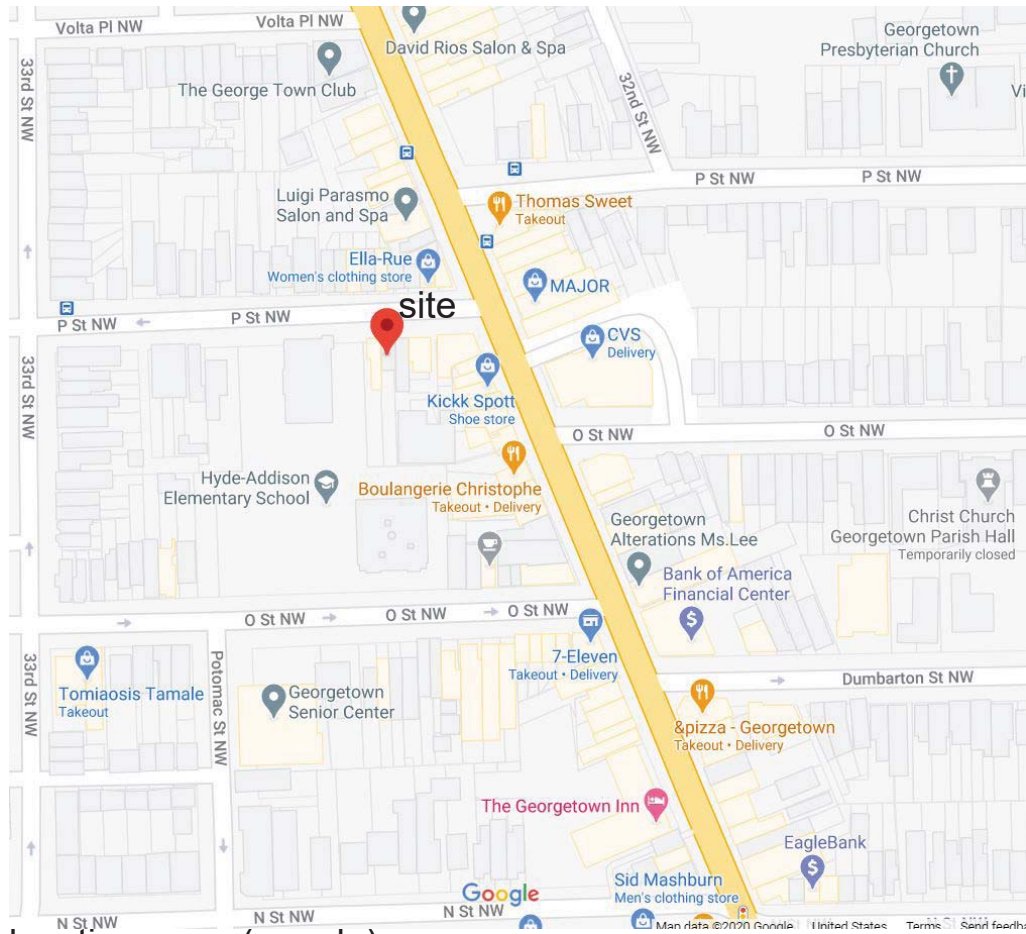 Volta Pl NW
Volta Pl NW
David Rios Salon & Spa
Georgetown
Presbyterian Church
33rd St NW
The George Town Club
32nd St NW
Vi
P St NW
P St NW
Luigi Parasmo
Salon and Spa
Thomas Sweet
Takeout
Ella-Rue
Women's clothing store
MAJOR
site
P St NW
P St NW
CVS
Delivery
33rd St NW
Kickk Spott
Shoe store
O St NW
O St NW
Hyde-Addison
Elementary School
Boulangerie Christophe
Takeout • Delivery
Georgetown
Alterations Ms.Lee
Christ Church
Georgetown Parish Hall
Temporarily closed
Bank of America
Financial Center
O St NW
O St NW
O St NW
7-Eleven
Takeout • Delivery
33rd St NW
Potomac St NW
Tomiaosis Tamale
Takeout
Georgetown
Senior Center
Dumbarton St NW
&pizza - Georgetown
Takeout • Delivery
The Georgetown Inn
EagleBank
Google
Sid Mashburn
Men's clothing store
N St NW
N St NW
N St NW
Map data ©2020 Google
United States
Terms
Send feedba